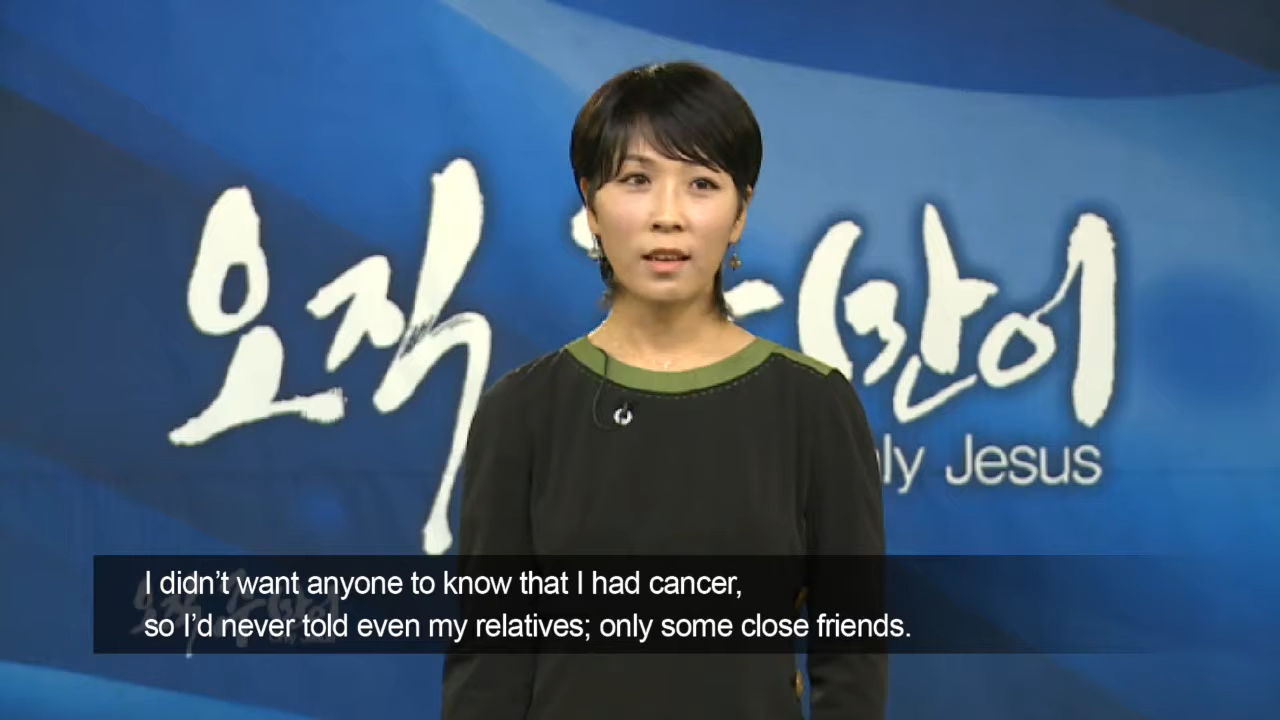 오직 만이
ly Jesus
I didn't want anyone to know that I had cancer,
so I'd never told even my relatives; only some close friends.